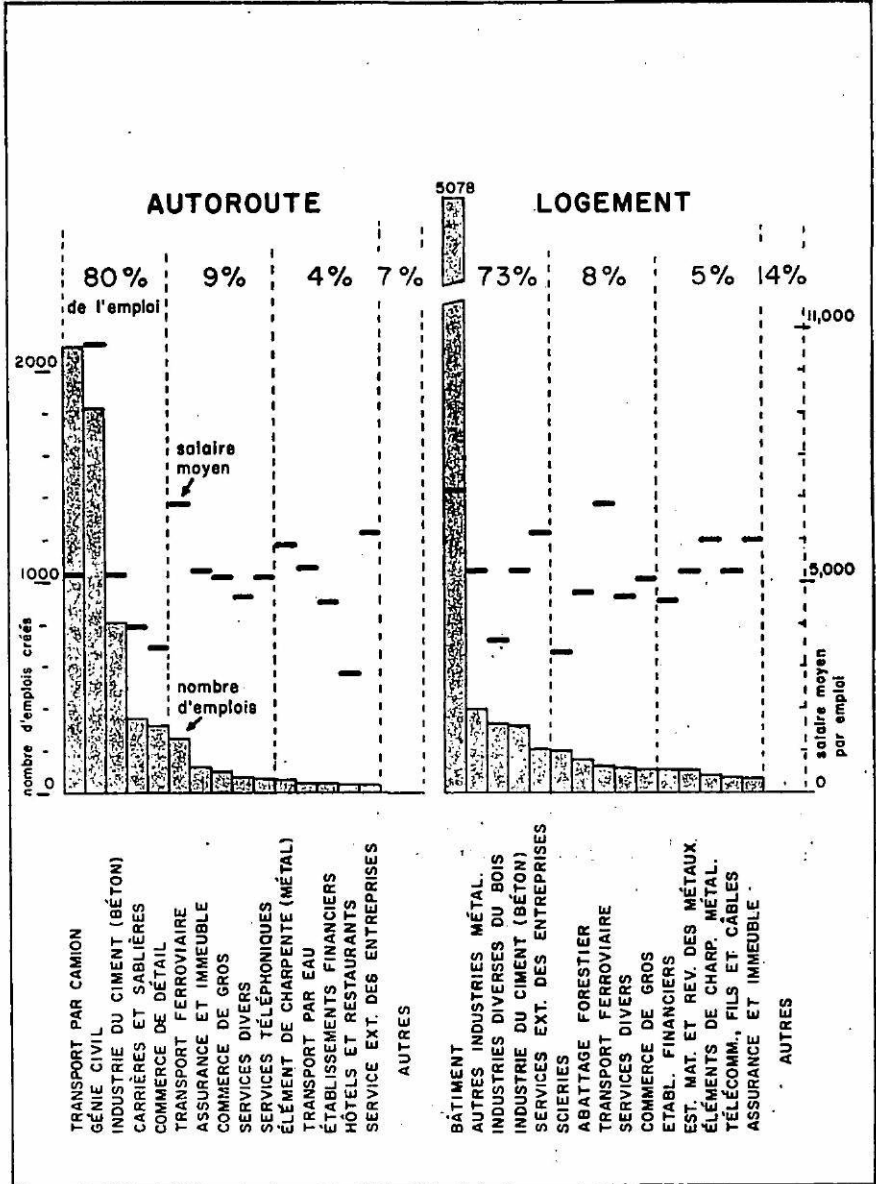 AUTOROUTE
80%
de l'emploi
9%
4%
7%
2000
1000
0
nombre d'emplois créés
salaire
moyen
nombre
d'emplois
TRANSPORT PAR CAMION
GÉNIE CIVIL
INDUSTRIE DU CIMENT (BÉTON)
CARRIÈRES ET SABLIÈRES
COMMERCE DE DÉTAIL
TRANSPORT FERROVIAIRE
ASSURANCE ET IMMEUBLE
COMMERCE DE GROS
SERVICES DIVERS
SERVICES TÉLÉPHONIQUES
ÉLÉMENT DE CHARPENTE (MÉTAL)
TRANSPORT PAR EAU
ÉTABLISSEMENTS FINANCIERS
HÔTELS ET RESTAURANTS
SERVICE EXT. DES ENTREPRISES
AUTRES
LOGEMENT
5078
73%
8%
5%
14%
11,000
5,000
0
salaire moyen
par emploi
BÂTIMENT
AUTRES INDUSTRIES MÉTAL.
INDUSTRIES DIVERSES DU BOIS
INDUSTRIE DU CIMENT (BÉTON)
SERVICES EXT. DES ENTREPRISES
SCIERIES
ABATTAGE FORESTIER
TRANSPORT FERROVIAIRE
SERVICES DIVERS
COMMERCE DE GROS
ETABL. FINANCIERS
EST. MAT. ET REV. DES MÉTAUX.
ÉLÉMENTS DE CHARP. MÉTAL.
TÉLÉCOMM., FILS ET CÂBLES
ASSURANCE ET IMMEUBLE
AUTRES